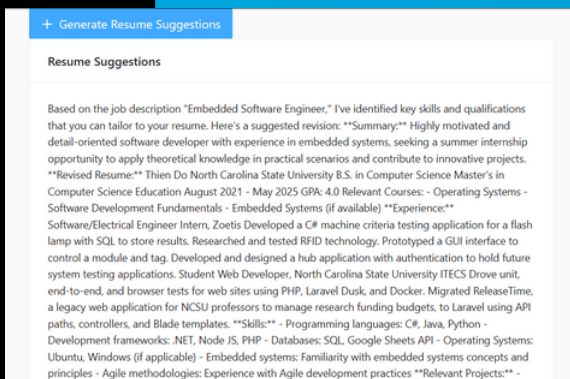 + Generate Resume Suggestions
Resume Suggestions
Based on the job description "Embedded Software Engineer," I've identified key skills and qualifications
that you can tailor to your resume. Here's a suggested revision: **Summary:** Highly motivated and
detail-oriented software developer with experience in embedded systems, seeking a summer internship
opportunity to apply theoretical knowledge in practical scenarios and contribute to innovative projects.
**Revised Resume:** Thien Do North Carolina State University B.S. in Computer Science Master's in
Computer Science Education August 2021 - May 2025 GPA: 4.0 Relevant Courses: - Operating Systems -
Software Development Fundamentals - Embedded Systems (if available) **Experience:**
Software/Electrical Engineer Intern, Zoetis Developed a C# machine criteria testing application for a flash
lamp with SQL to store results. Researched and tested RFID technology. Prototyped a GUI interface to
control a module and tag. Developed and designed a hub application with authentication to hold future
system testing applications. Student Web Developer, North Carolina State University ITECS Drove unit,
end-to-end, and browser tests for web sites using PHP, Laravel Dusk, and Docker. Migrated ReleaseTime,
a legacy web application for NCSU professors to manage research funding budgets, to Laravel using API
paths, controllers, and Blade templates. **Skills:** - Programming languages: C#, Java, Python -
Development frameworks: .NET, Node JS, PHP - Databases: SQL, Google Sheets API - Operating Systems:
Ubuntu, Windows (if applicable) - Embedded systems: Familiarity with embedded systems concepts and
principles - Agile methodologies: Experience with Agile development practices **Relevant Projects:** -